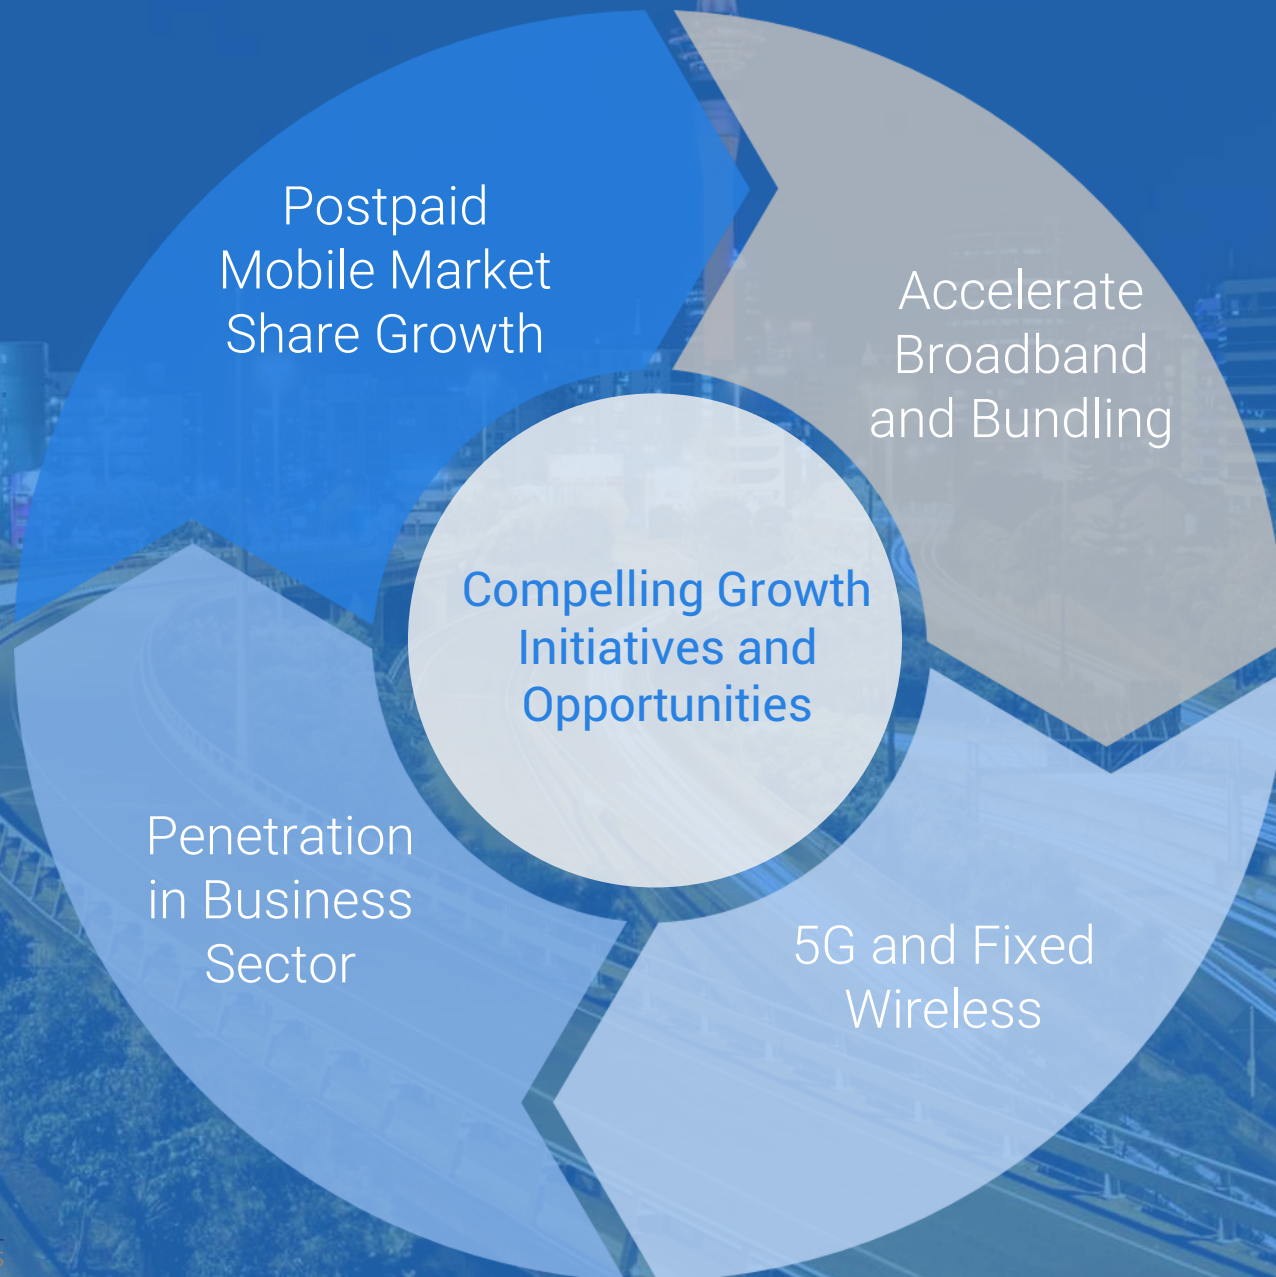 Postpaid
Mobile Market
Share Growth
Accelerate
Broadband
and Bundling
Compelling Growth
Initiatives and
Opportunities
Penetration
in Business
Sector
5G and Fixed
Wireless